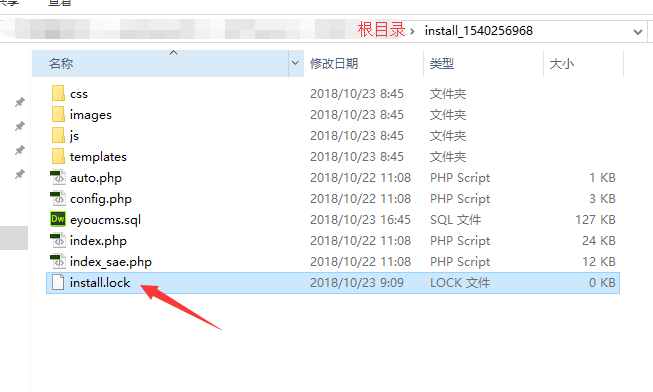 共享 查看
根目录 › install_1540256968
名称 修改日期 类型 大小
css 2018/10/23 8:45 文件夹
images 2018/10/23 8:45 文件夹
js 2018/10/23 8:45 文件夹
templates 2018/10/23 8:45 文件夹
auto.php 2018/10/22 11:08 PHP Script 1 KB
config.php 2018/10/22 11:08 PHP Script 3 KB
eyoucms.sql 2018/10/23 16:45 SQL 文件 127 KB
index.php 2018/10/22 11:08 PHP Script 24 KB
index_sae.php 2018/10/22 11:08 PHP Script 12 KB
install.lock 2018/10/23 9:09 LOCK 文件 0 KB